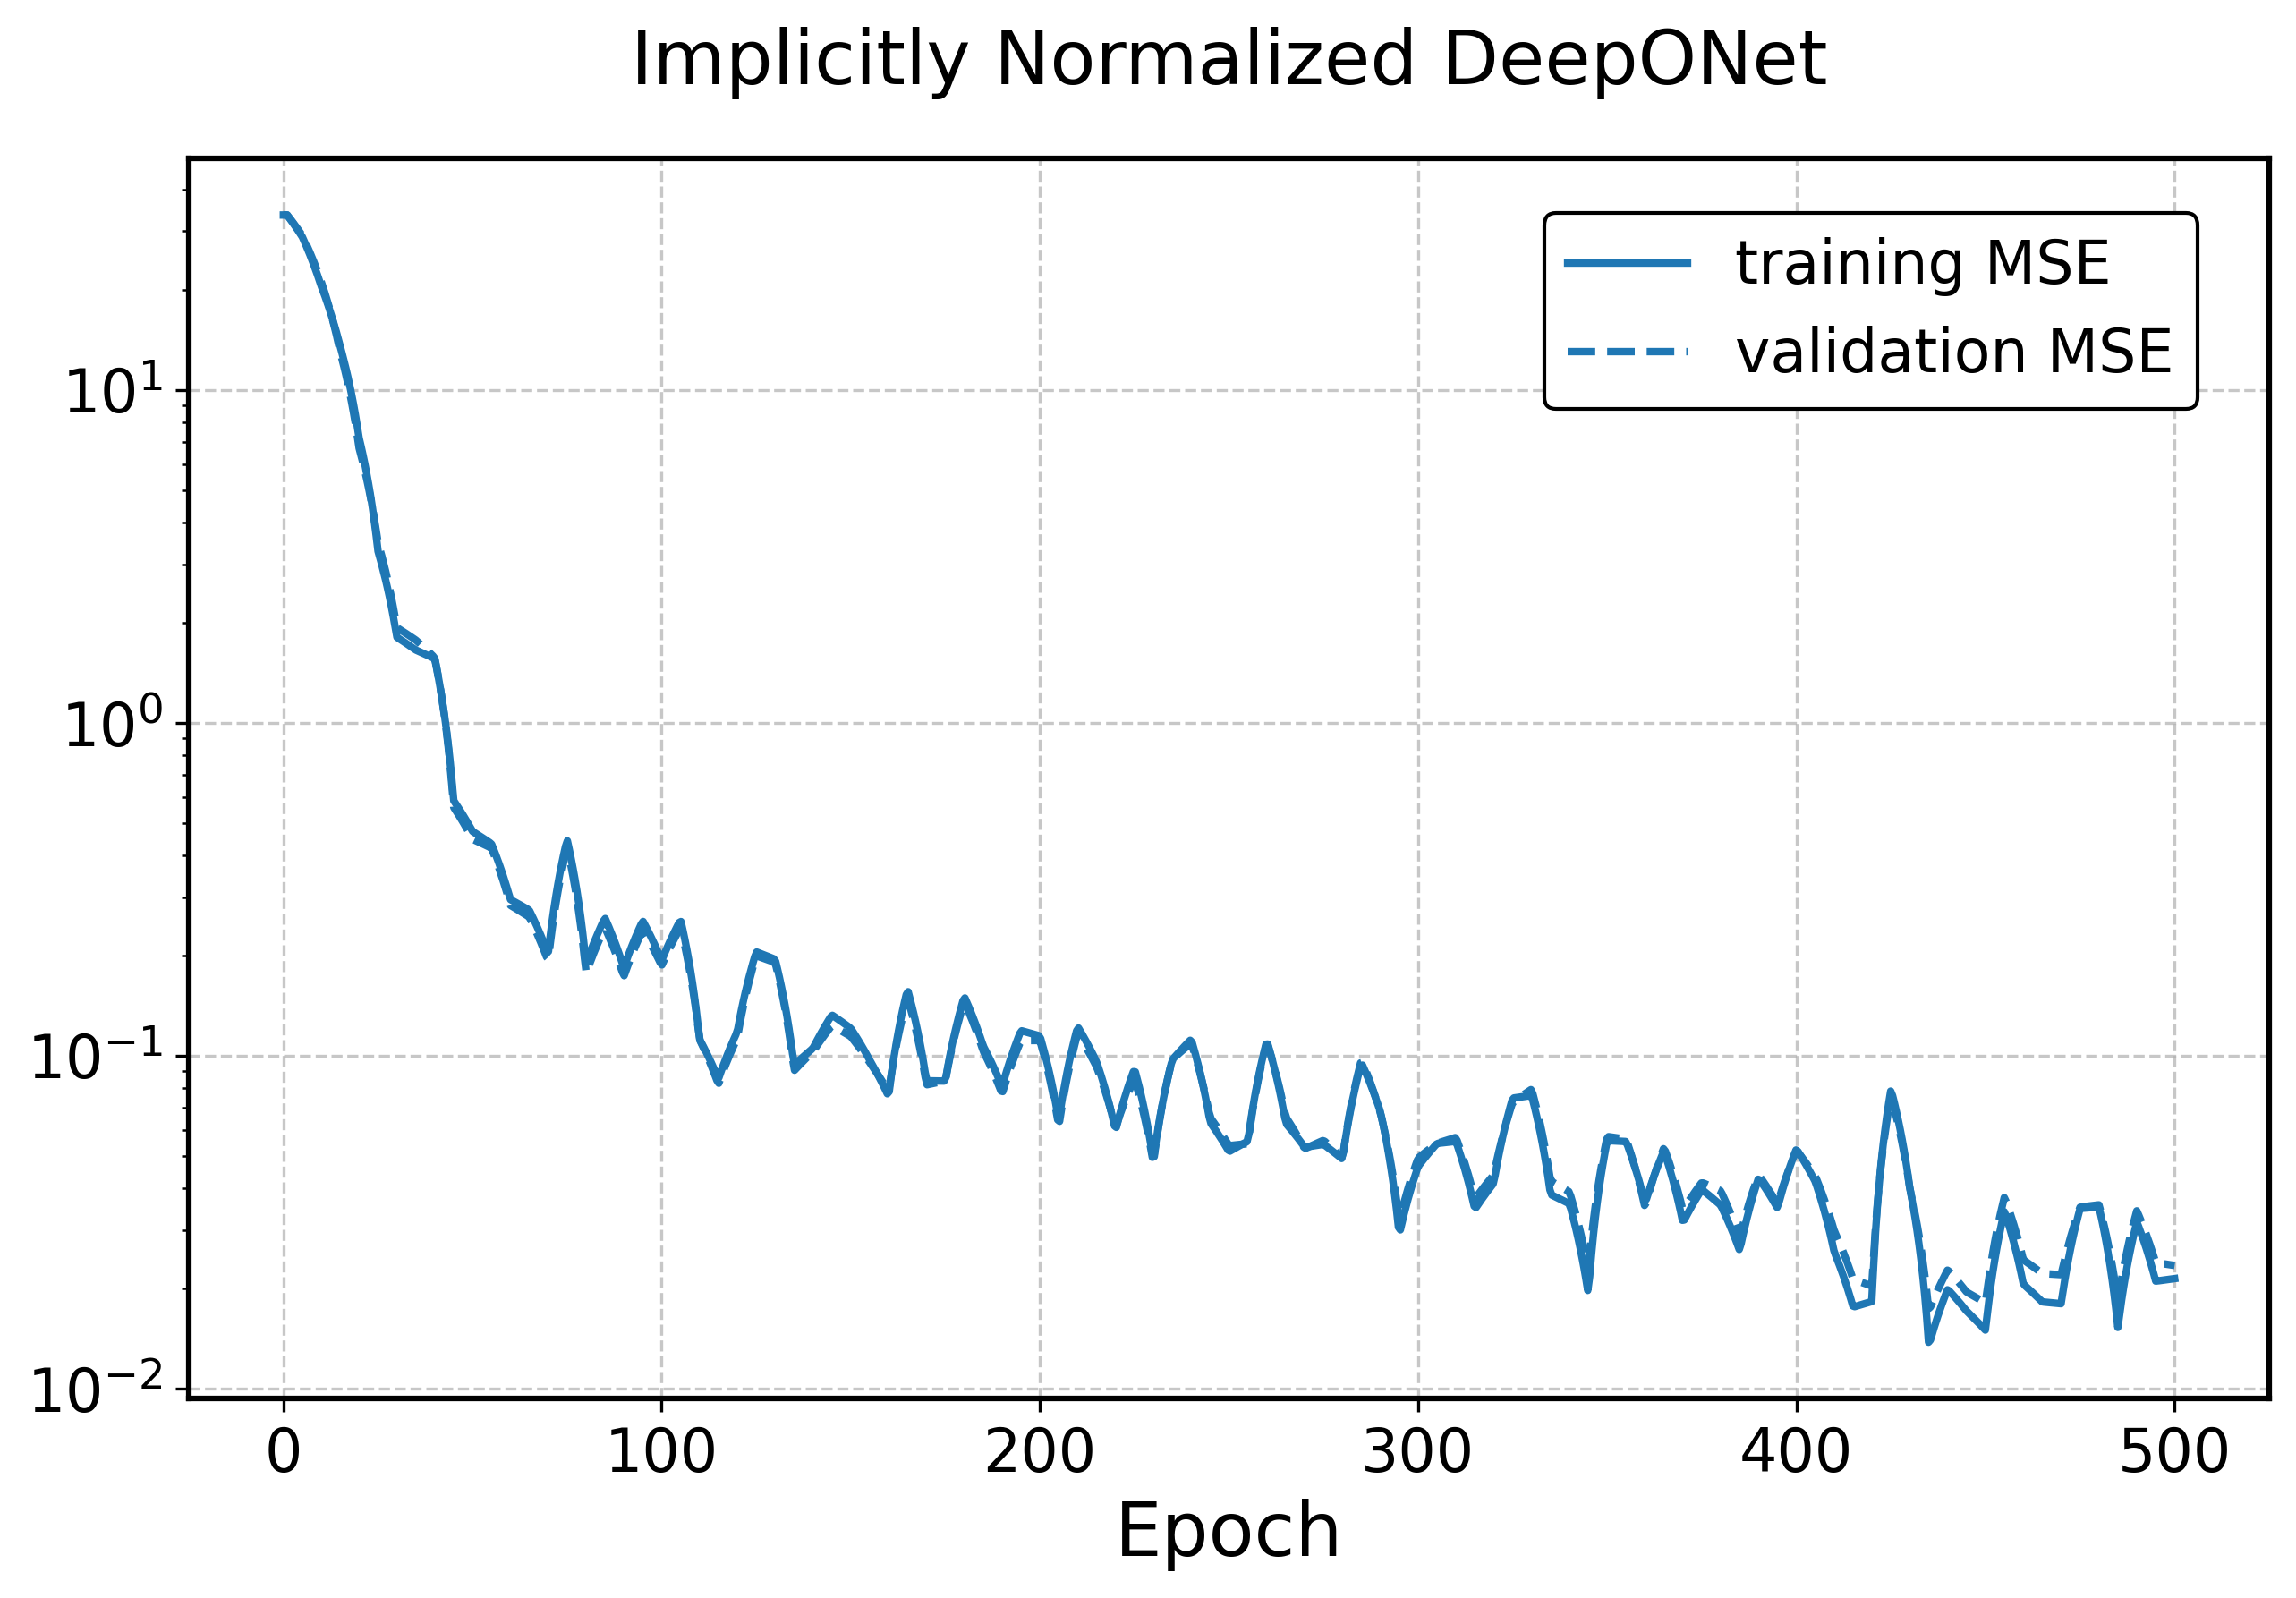 Implicitly Normalized DeepONet
training MSE
validation MSE
10¹
10⁰
10⁻¹
10⁻²
0 100 200 300 400 500
Epoch